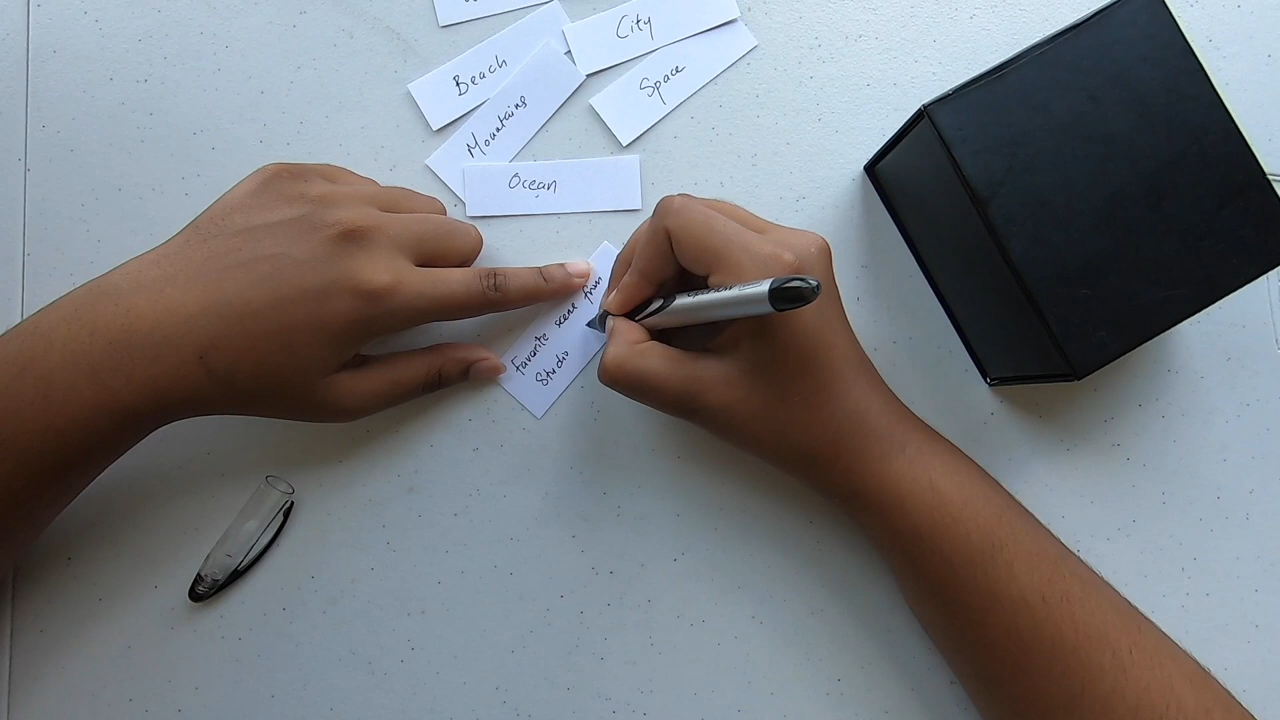 City
Beach
Space
Mountains
Ocean
Favorite scene from
Studio